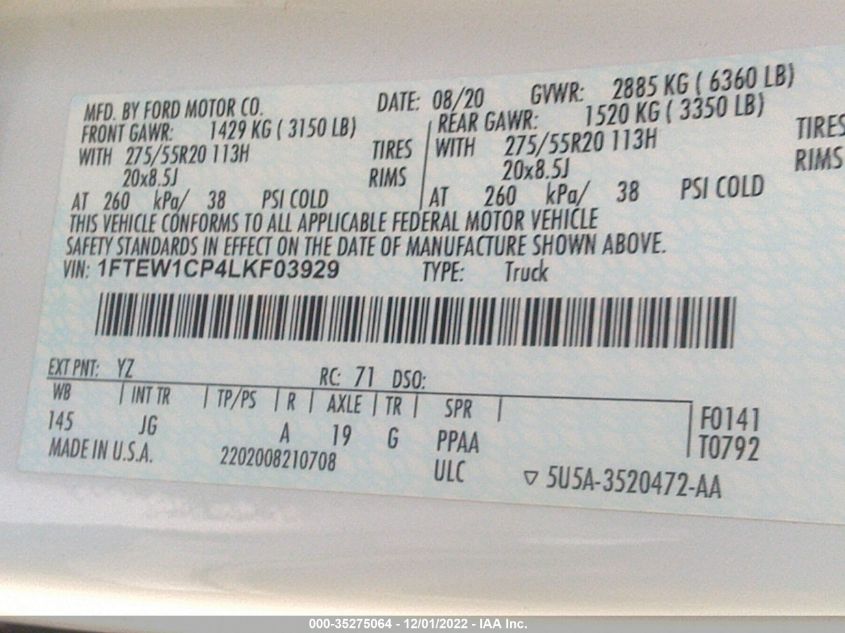 MFD. BY FORD MOTOR CO. DATE: 08/20 GVWR: 2885 KG ( 6360 LB)
FRONT GAWR: 1429 KG ( 3150 LB) REAR GAWR: 1520 KG ( 3350 LB)
WITH 275/55R20 113H TIRES WITH 275/55R20 113H TIRES
20x8.5J RIMS 20x8.5J RIMS
AT 260 kPa/ 38 PSI COLD AT 260 kPa/ 38 PSI COLD
THIS VEHICLE CONFORMS TO ALL APPLICABLE FEDERAL MOTOR VEHICLE
SAFETY STANDARDS IN EFFECT ON THE DATE OF MANUFACTURE SHOWN ABOVE.
VIN: 1FTEW1CP4LKF03929 TYPE: Truck
EXT PNT: YZ RC: 71 DSO:
WB INT TR TP/PS R AXLE TR SPR F0141
145 JG A 19 G PPAA T0792
MADE IN U.S.A. 2202008210708 ULC 5U5A-3520472-AA
000-35275064 - 12/01/2022 - IAA Inc.